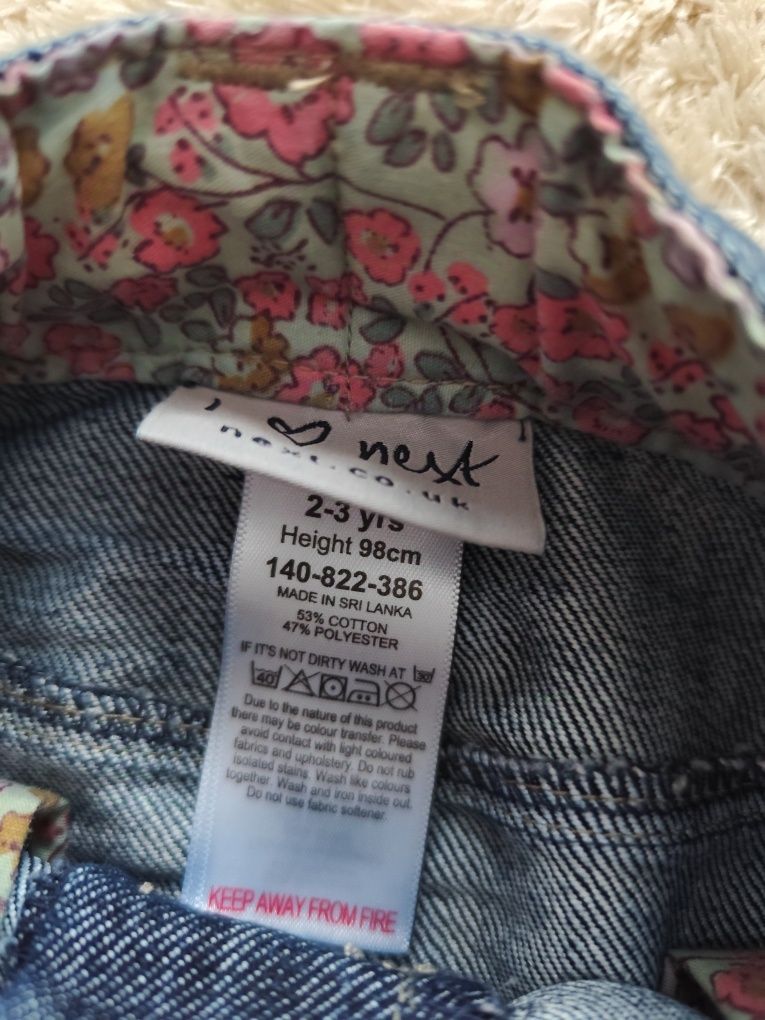 I ♡ next
next.co.uk
2-3 yrs
Height 98cm
140-822-386
MADE IN SRI LANKA
53% COTTON
47% POLYESTER
IF IT'S NOT DIRTY WASH AT 30°
40°
Due to the nature of this product
there may be colour transfer. Please
avoid contact with light coloured
fabrics and upholstery. Do not rub
isolated stains. Wash like colours
together. Wash and iron inside out.
Do not use fabric softener.
KEEP AWAY FROM FIRE